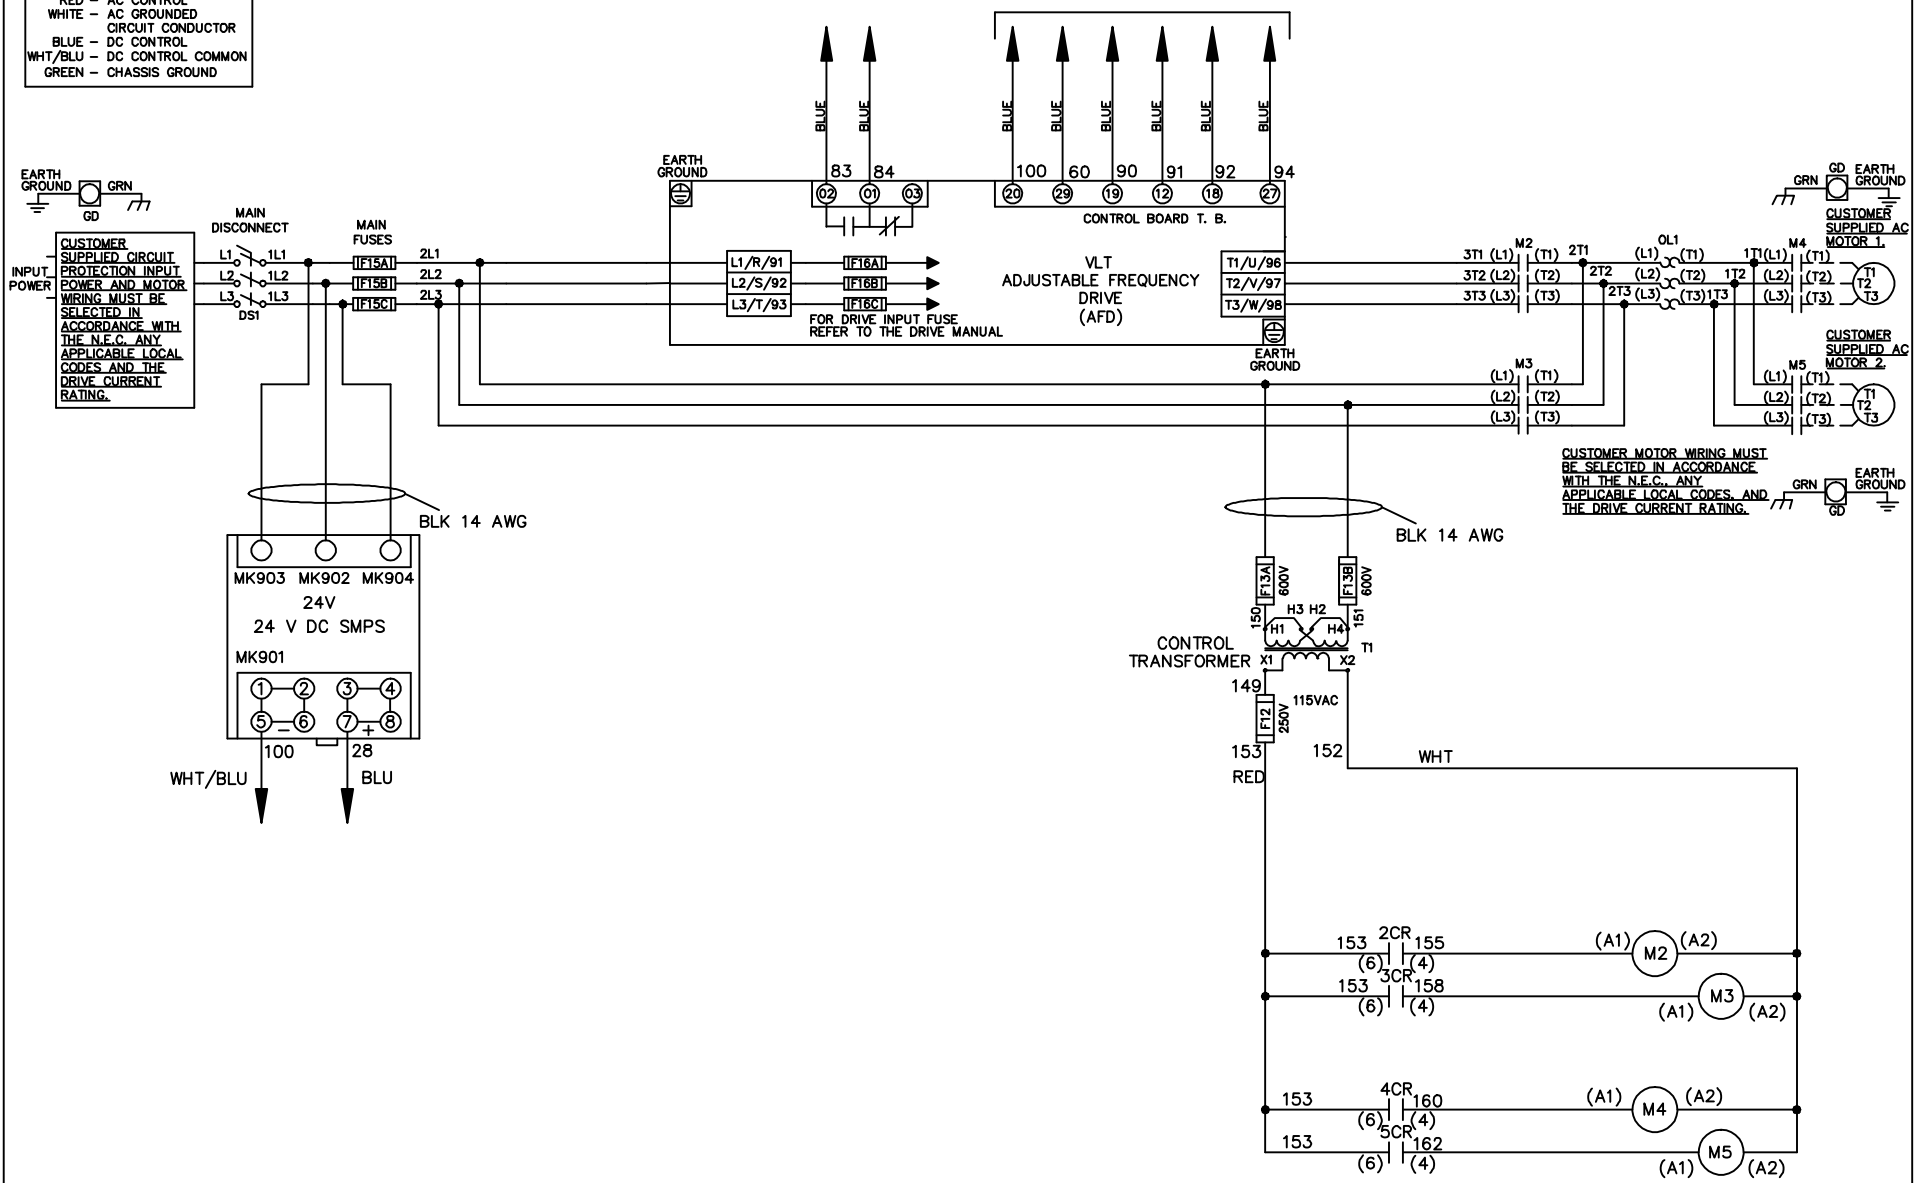 RED – AC CONTROL
WHITE – AC GROUNDED
CIRCUIT CONDUCTOR
BLUE – DC CONTROL
WHT/BLU – DC CONTROL COMMON
GREEN – CHASSIS GROUND
BLUE
BLUE
BLUE
BLUE
BLUE
BLUE
BLUE
BLUE
EARTH
GROUND
GRN
GD
EARTH
GROUND
83
84
100
60
90
91
92
94
02
01
03
20
29
19
12
18
27
CONTROL BOARD T. B.
GD
EARTH
GRN
GROUND
CUSTOMER
SUPPLIED AC
MOTOR 1.
MAIN
DISCONNECT
MAIN
FUSES
CUSTOMER
SUPPLIED CIRCUIT
PROTECTION INPUT
POWER AND MOTOR
WIRING MUST BE
SELECTED IN
ACCORDANCE WITH
THE N.E.C. ANY
APPLICABLE LOCAL
CODES AND THE
DRIVE CURRENT
RATING.
INPUT
POWER
L1
1L1
F15A
2L1
L2
1L2
F15B
2L2
L3
1L3
F15C
2L3
DS1
L1/R/91
F16A
L2/S/92
F16B
L3/T/93
F16C
FOR DRIVE INPUT FUSE
REFER TO THE DRIVE MANUAL
VLT
ADJUSTABLE FREQUENCY
DRIVE
(AFD)
T1/U/96
T2/V/97
T3/W/98
EARTH
GROUND
M2
OL1
M4
3T1 (L1) (T1) 2T1 (L1) (T1) 1T1 (L1) (T1)
3T2 (L2) (T2) 2T2 (L2) (T2) 1T2 (L2) (T2)
3T3 (L3) (T3) 2T3 (L3) (T3) 1T3 (L3) (T3)
T1
T2
T3
CUSTOMER
SUPPLIED AC
MOTOR 2.
M3
(L1) (T1)
(L2) (T2)
(L3) (T3)
M5
(L1) (T1)
(L2) (T2)
(L3) (T3)
T1
T2
T3
CUSTOMER MOTOR WIRING MUST
BE SELECTED IN ACCORDANCE
WITH THE N.E.C., ANY
APPLICABLE LOCAL CODES, AND
THE DRIVE CURRENT RATING.
EARTH
GRN
GROUND
GD
BLK 14 AWG
BLK 14 AWG
MK903 MK902 MK904
24V
24 V DC SMPS
MK901
1
2
3
4
5
6
7
8
–
+
100
28
WHT/BLU
BLU
F13A
600V
F13B
600V
150
H3 H2
151
H1
H4
T1
CONTROL
TRANSFORMER
X1
X2
149
115VAC
F12
250V
153
152
WHT
RED
153 2CR 155
(6) (4)
(A1) M2 (A2)
153 3CR 158
(6) (4)
(A1) M3 (A2)
153 4CR 160
(6) (4)
(A1) M4 (A2)
153 5CR 162
(6) (4)
(A1) M5 (A2)